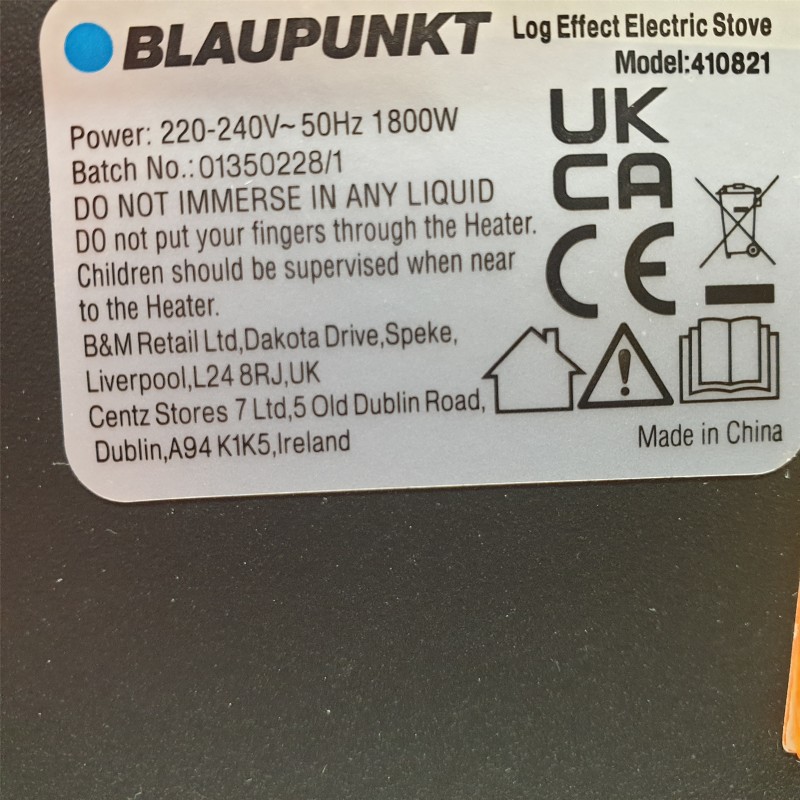 BLAUPUNKT
Log Effect Electric Stove
Model:410821
Power: 220-240V~ 50Hz 1800W
Batch No.: 01350228/1
DO NOT IMMERSE IN ANY LIQUID
DO not put your fingers through the Heater.
Children should be supervised when near
to the Heater.
B&M Retail Ltd,Dakota Drive,Speke,
Liverpool,L24 8RJ,UK
Centz Stores 7 Ltd,5 Old Dublin Road,
Dublin,A94 K1K5,Ireland
UK
CA
CE
Made in China